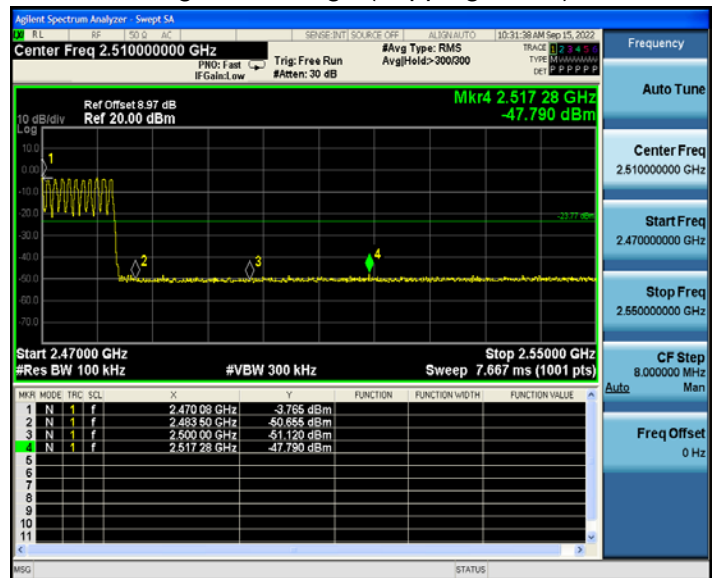 Agilent Spectrum Analyzer - Swept SA
LXI RL RF 50 Ω AC SENSE:INT SOURCE OFF ALIGN AUTO 10:31:38 AM Sep 15, 2022
Center Freq 2.510000000 GHz
PNO: Fast
IFGain:Low
Trig: Free Run
#Atten: 30 dB
#Avg Type: RMS
Avg|Hold:>300/300
TRACE 1 2 3 4 5 6
TYPE M
DET P P P P P P
Frequency
Auto Tune
Center Freq
2.510000000 GHz
Start Freq
2.470000000 GHz
Stop Freq
2.550000000 GHz
CF Step
8.000000 MHz
Auto Man
Freq Offset
0 Hz
Mkr4 2.517 28 GHz
-47.790 dBm
Ref Offset 8.97 dB
10 dB/div Ref 20.00 dBm
Log
10.0
0.00
-10.0
-20.0
-30.0
-40.0
-50.0
-60.0
-70.0
1
2
3
4
-23.77 dBm
Start 2.47000 GHz Stop 2.55000 GHz
#Res BW 100 kHz #VBW 300 kHz Sweep 7.667 ms (1001 pts)
MKR MODE TRC SCL X Y FUNCTION FUNCTION WIDTH FUNCTION VALUE
1 N 1 f 2.470 08 GHz -3.765 dBm
2 N 1 f 2.483 50 GHz -50.655 dBm
3 N 1 f 2.500 00 GHz -51.120 dBm
4 N 1 f 2.517 28 GHz -47.790 dBm
5
6
7
8
9
10
11
MSG STATUS